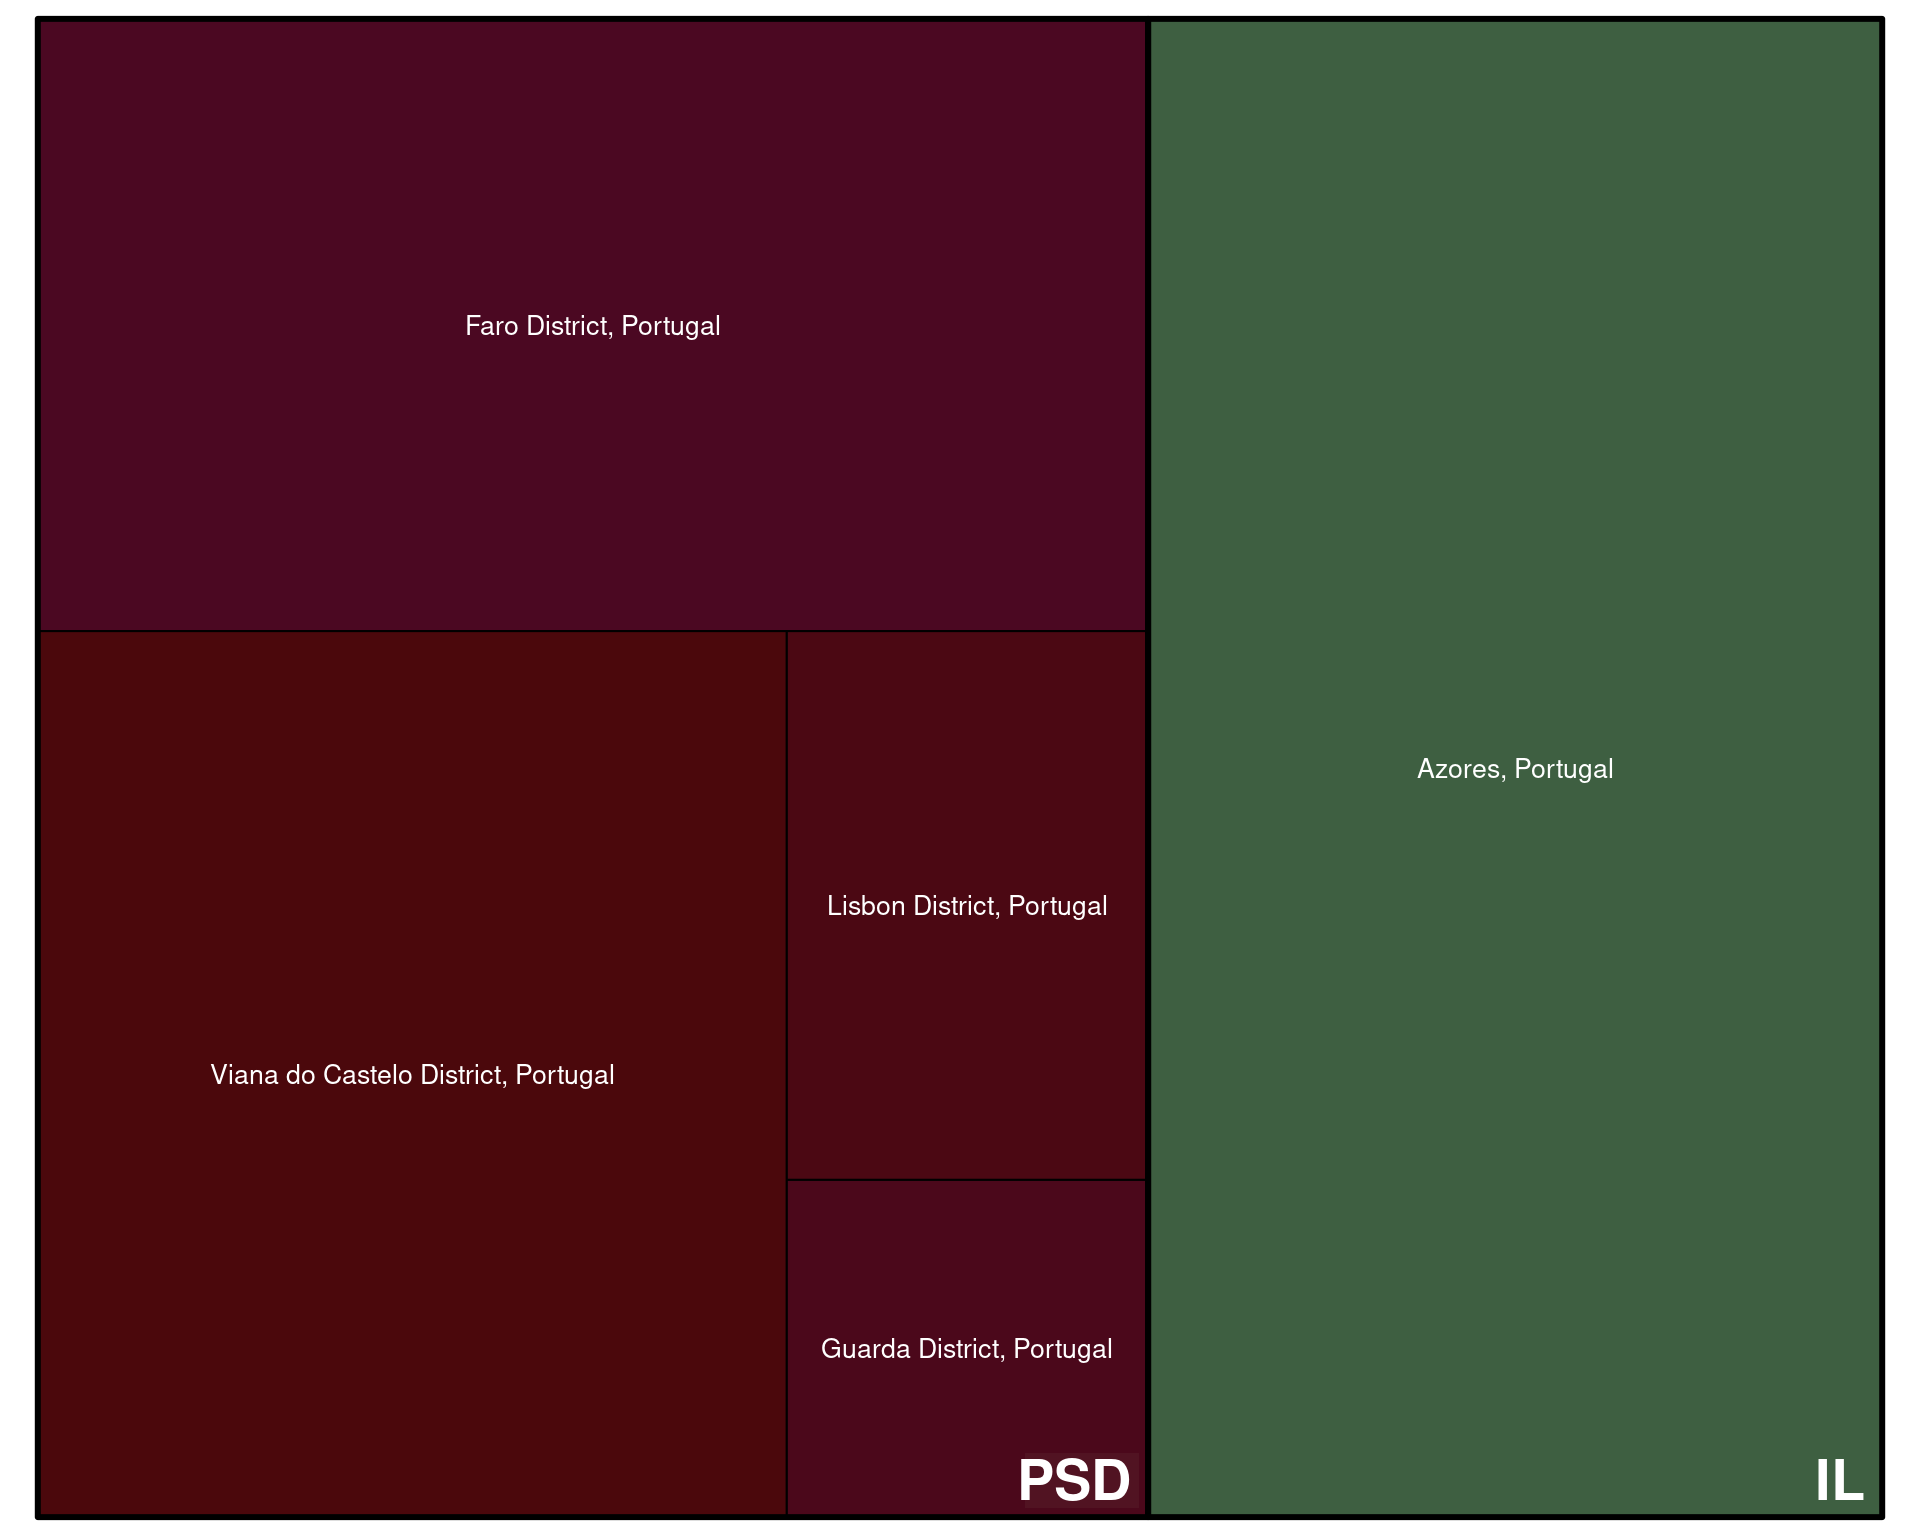 Faro District, Portugal
Azores, Portugal
Lisbon District, Portugal
Viana do Castelo District, Portugal
Guarda District, Portugal
PSD
IL